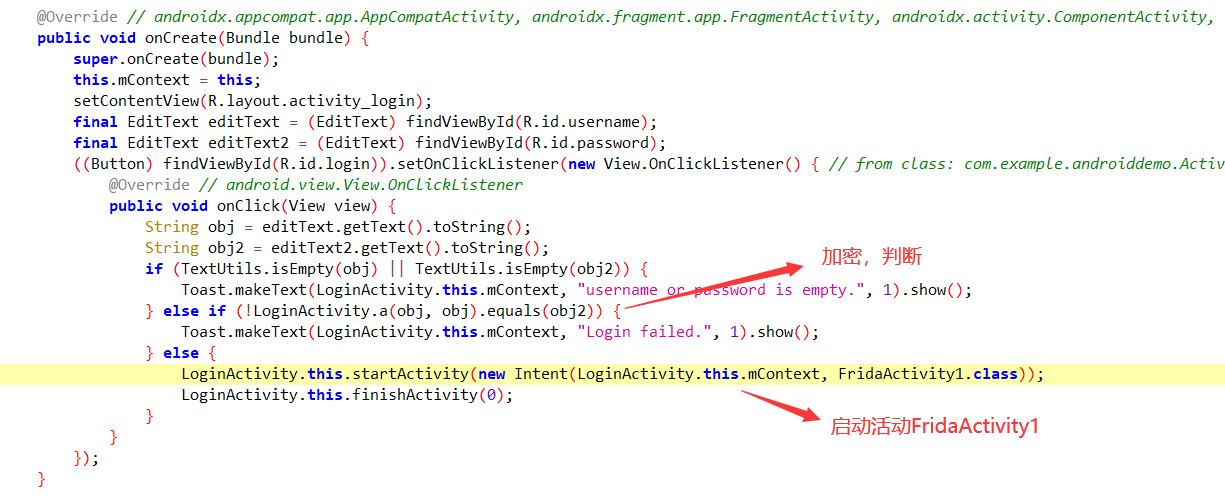 @Override // androidx.appcompat.app.AppCompatActivity, androidx.fragment.app.FragmentActivity, androidx.activity.ComponentActivity,
public void onCreate(Bundle bundle) {
super.onCreate(bundle);
this.mContext = this;
setContentView(R.layout.activity_login);
final EditText editText = (EditText) findViewById(R.id.username);
final EditText editText2 = (EditText) findViewById(R.id.password);
((Button) findViewById(R.id.login)).setOnClickListener(new View.OnClickListener() { // from class: com.example.androiddemo.Activ
@Override // android.view.View.OnClickListener
public void onClick(View view) {
String obj = editText.getText().toString();
String obj2 = editText2.getText().toString();
if (TextUtils.isEmpty(obj) || TextUtils.isEmpty(obj2)) {
加密，判断
Toast.makeText(LoginActivity.this.mContext, "username or password is empty.", 1).show();
} else if (!LoginActivity.a(obj, obj).equals(obj2)) {
Toast.makeText(LoginActivity.this.mContext, "Login failed.", 1).show();
} else {
LoginActivity.this.startActivity(new Intent(LoginActivity.this.mContext, FridaActivity1.class));
LoginActivity.this.finishActivity(0);
}
启动活动FridaActivity1
}
});
}